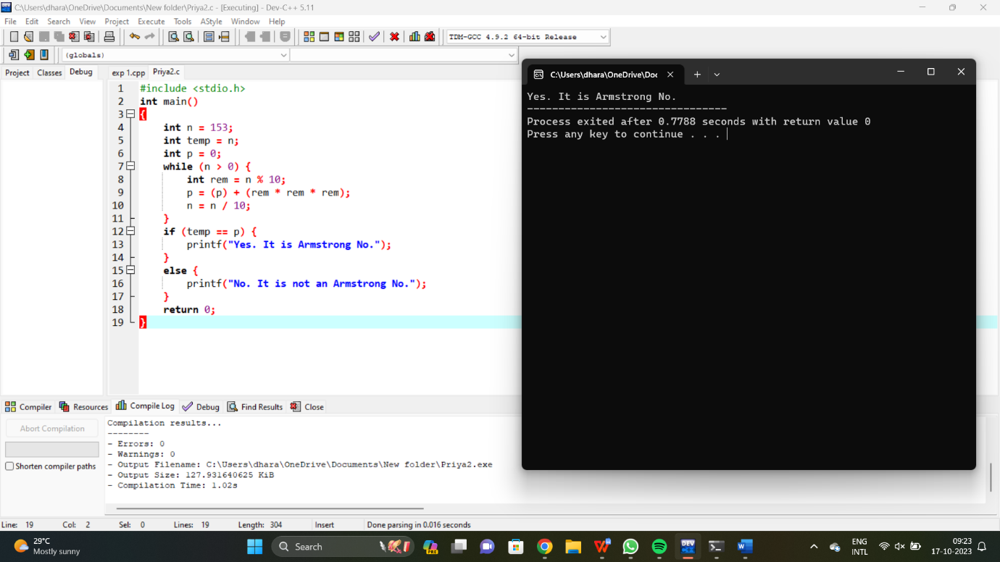 C:\Users\dhara\OneDrive\Documents\New folder\Priya2.c - [Executing] - Dev-C++ 5.11
File Edit Search View Project Execute Tools AStyle Window Help
TDM-GCC 4.9.2 64-bit Release
(globals)
Project Classes Debug
exp 1.cpp Priya2.c
1 #include <stdio.h>
2 int main()
3 {
4 int n = 153;
5 int temp = n;
6 int p = 0;
7 while (n > 0) {
8 int rem = n % 10;
9 p = (p) + (rem * rem * rem);
10 n = n / 10;
11 }
12 if (temp == p) {
13 printf("Yes. It is Armstrong No.");
14 }
15 else {
16 printf("No. It is not an Armstrong No.");
17 }
18 return 0;
19 }
C:\Users\dhara\OneDrive\Doc
Yes. It is Armstrong No.
--------------------------------
Process exited after 0.7788 seconds with return value 0
Press any key to continue . . .
Compiler Resources Compile Log Debug Find Results Close
Abort Compilation
Shorten compiler paths
Compilation results...
--------
- Errors: 0
- Warnings: 0
- Output Filename: C:\Users\dhara\OneDrive\Documents\New folder\Priya2.exe
- Output Size: 127.931640625 KiB
- Compilation Time: 1.02s
Line: 19 Col: 2 Sel: 0 Lines: 19 Length: 304 Insert Done parsing in 0.016 seconds
29°C
Mostly sunny
Search
PRE
DEV
ENG
INTL
09:23
17-10-2023